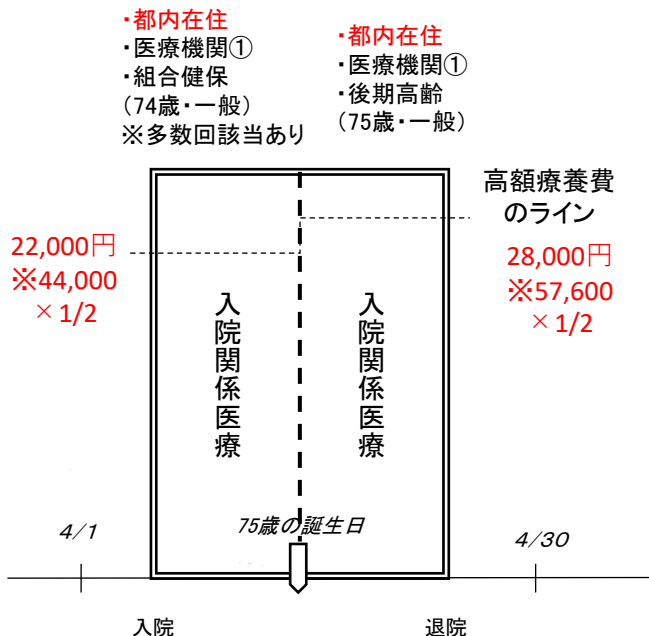 ・都内在住
・医療機関①
・組合健保
(74歳・一般)
※多数回該当あり
・都内在住
・医療機関①
・後期高齢
(75歳・一般)
高額療養費
のライン
22,000円
※44,000
×1/2
28,000円
※57,600
×1/2
入院関係医療
入院関係医療
75歳の誕生日
4/1
4/30
入院
退院